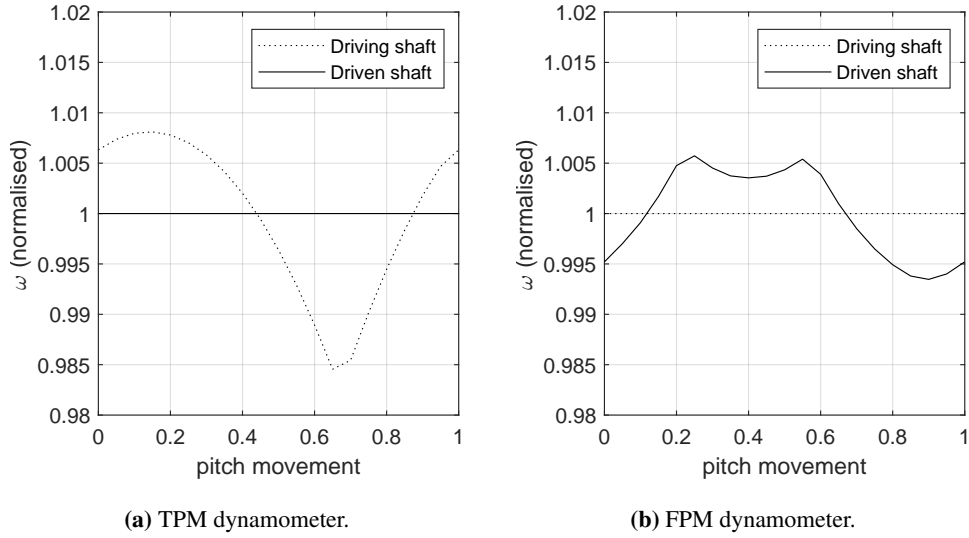 1.02
1.015
1.01
1.005
1
0.995
0.99
0.985
0.98
ω (normalised)
Driving shaft
Driven shaft
0 0.2 0.4 0.6 0.8 1
pitch movement
(a) TPM dynamometer.
1.02
1.015
1.01
1.005
1
0.995
0.99
0.985
0.98
ω (normalised)
Driving shaft
Driven shaft
0 0.2 0.4 0.6 0.8 1
pitch movement
(b) FPM dynamometer.